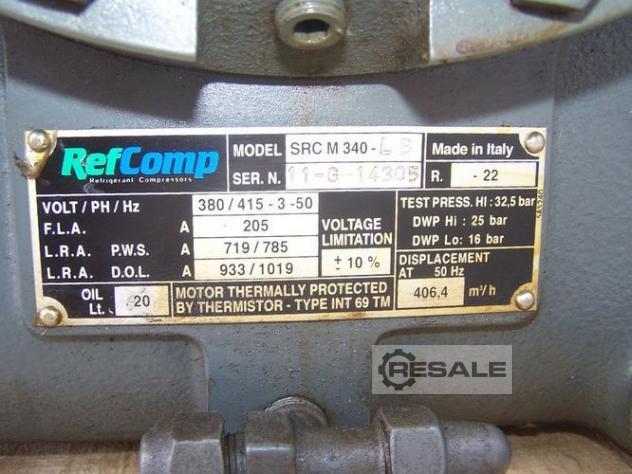 RefComp
Refrigerant Compressors
MODEL SRC M 340-LB Made in Italy
SER. N. 11-G-14305 R. - 22
VOLT / PH / Hz 380 / 415 - 3 -50
F.L.A. A 205
L.R.A. P.W.S. A 719 / 785
L.R.A. D.O.L. A 933 / 1019
VOLTAGE
LIMITATION
± 10 %
TEST PRESS. HI : 32,5 bar
DWP Hi : 25 bar
DWP Lo : 16 bar
DISPLACEMENT
AT 50 Hz
406,4 m³/h
OIL
Lt. 20
MOTOR THERMALLY PROTECTED
BY THERMISTOR - TYPE INT 69 TM
RESALE